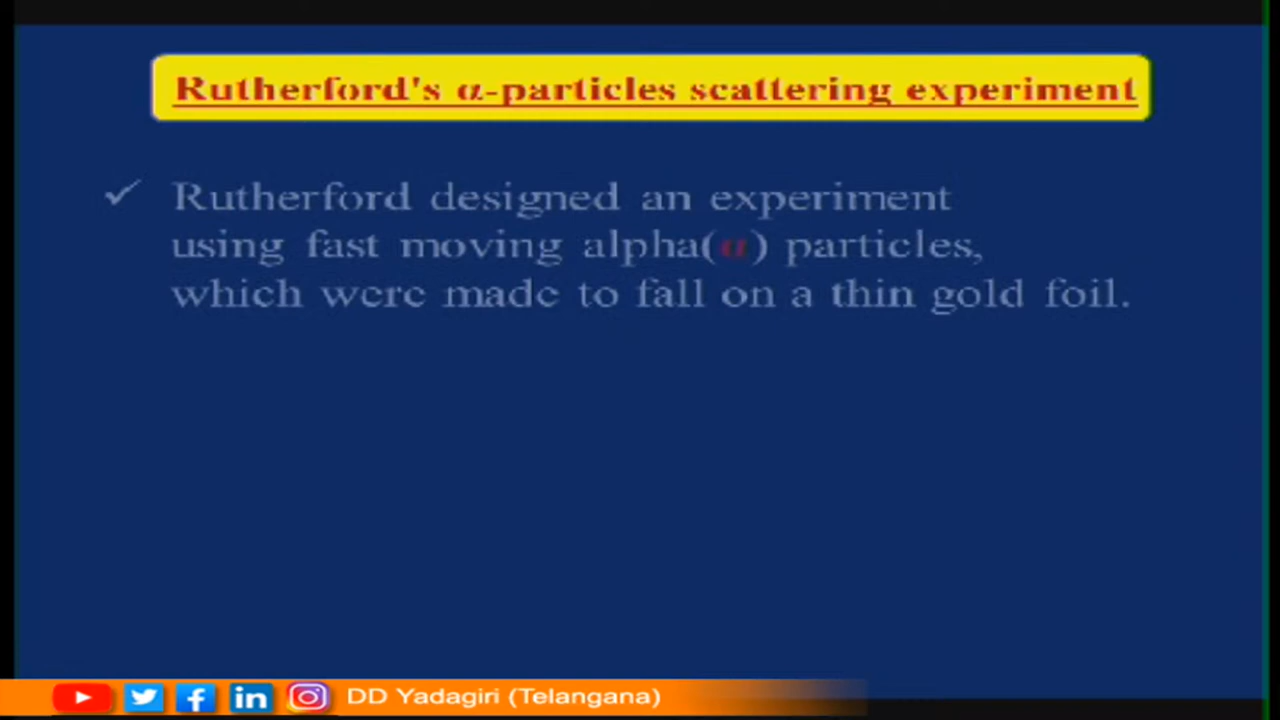 Rutherford's α-particles scattering experiment
✓ Rutherford designed an experiment
using fast moving alpha(α) particles,
which were made to fall on a thin gold foil.
DD Yadagiri (Telangana)